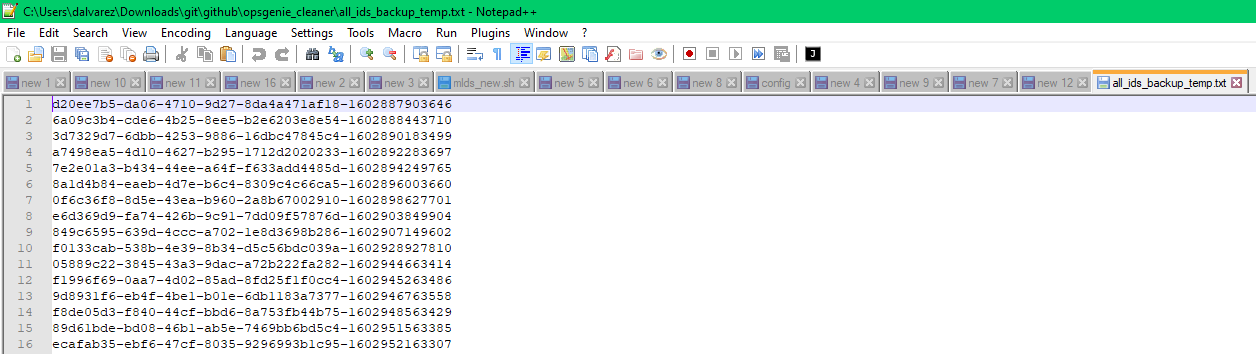 C:\Users\dalvarez\Downloads\git\github\opsgenie_cleaner\all_ids_backup_temp.txt - Notepad++
File Edit Search View Encoding Language Settings Tools Macro Run Plugins Window ?
new 1 new 10 new 11 new 16 new 2 new 3 mlds_new.sh new 5 new 6 new 8 config new 4 new 9 new 7 new 12 all_ids_backup_temp.txt
1 d20ee7b5-da06-4710-9d27-8da4a471af18-1602887903646
2 6a09c3b4-cde6-4b25-8ee5-b2e6203e8e54-1602888443710
3 3d7329d7-6dbb-4253-9886-16dbc47845c4-1602890183499
4 a7498ea5-4d10-4627-b295-1712d2020233-1602892283697
5 7e2e01a3-b434-44ee-a64f-f633add4485d-1602894249765
6 8a1d4b84-eaeb-4d7e-b6c4-8309c4c66ca5-1602896003660
7 0f6c36f8-8d5e-43ea-b960-2a8b67002910-1602898627701
8 e6d369d9-fa74-426b-9c91-7dd09f57876d-1602903849904
9 849c6595-639d-4ccc-a702-1e8d3698b286-1602907149602
10 f0133cab-538b-4e39-8b34-d5c56bdc039a-1602928927810
11 05889c22-3845-43a3-9dac-a72b222fa282-1602944663414
12 f1996f69-0aa7-4d02-85ad-8fd25f1f0cc4-1602945263486
13 9d8931f6-eb4f-4be1-b01e-6db1183a7377-1602946763558
14 f8de05d3-f840-44cf-bbd6-8a753fb44b75-1602948563429
15 89d61bde-bd08-46b1-ab5e-7469bb6bd5c4-1602951563385
16 ecafab35-ebf6-47cf-8035-9296993b1c95-1602952163307